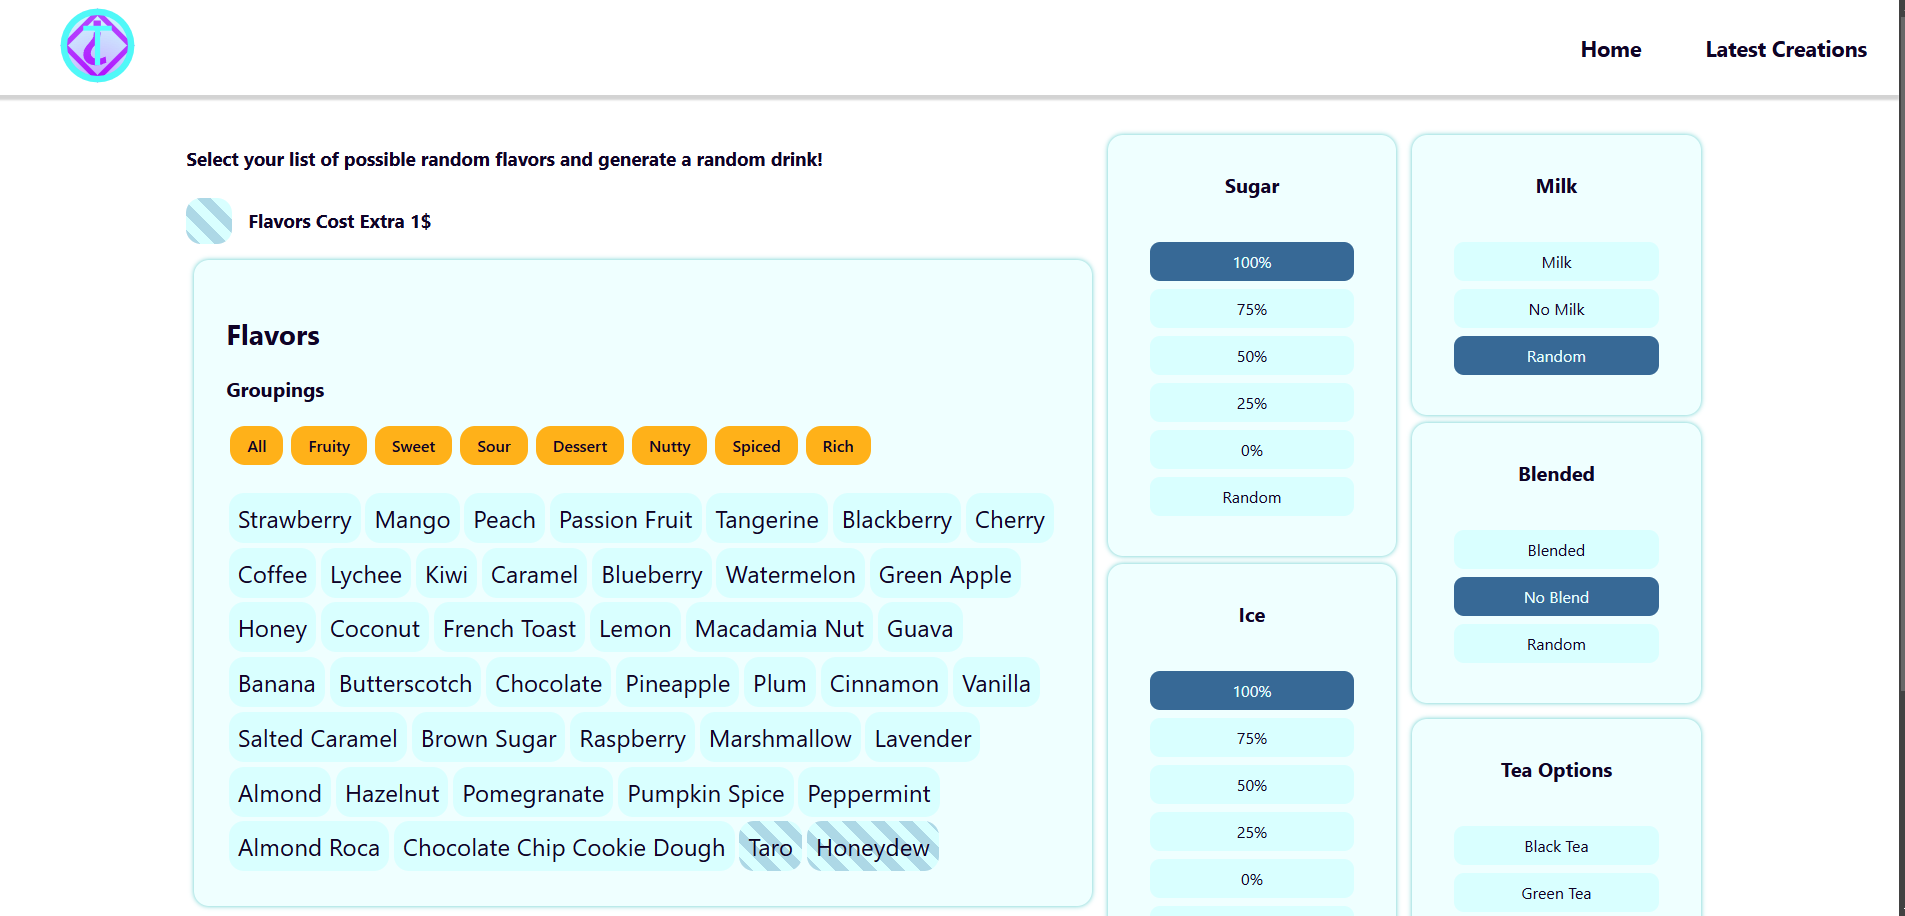 Home Latest Creations
Select your list of possible random flavors and generate a random drink!
Flavors Cost Extra 1$
Flavors
Groupings
All Fruity Sweet Sour Dessert Nutty Spiced Rich
Strawberry Mango Peach Passion Fruit Tangerine Blackberry Cherry
Coffee Lychee Kiwi Caramel Blueberry Watermelon Green Apple
Honey Coconut French Toast Lemon Macadamia Nut Guava
Banana Butterscotch Chocolate Pineapple Plum Cinnamon Vanilla
Salted Caramel Brown Sugar Raspberry Marshmallow Lavender
Almond Hazelnut Pomegranate Pumpkin Spice Peppermint
Almond Roca Chocolate Chip Cookie Dough Taro Honeydew
Sugar
100%
75%
50%
25%
0%
Random
Ice
100%
75%
50%
25%
0%
Milk
Milk
No Milk
Random
Blended
Blended
No Blend
Random
Tea Options
Black Tea
Green Tea